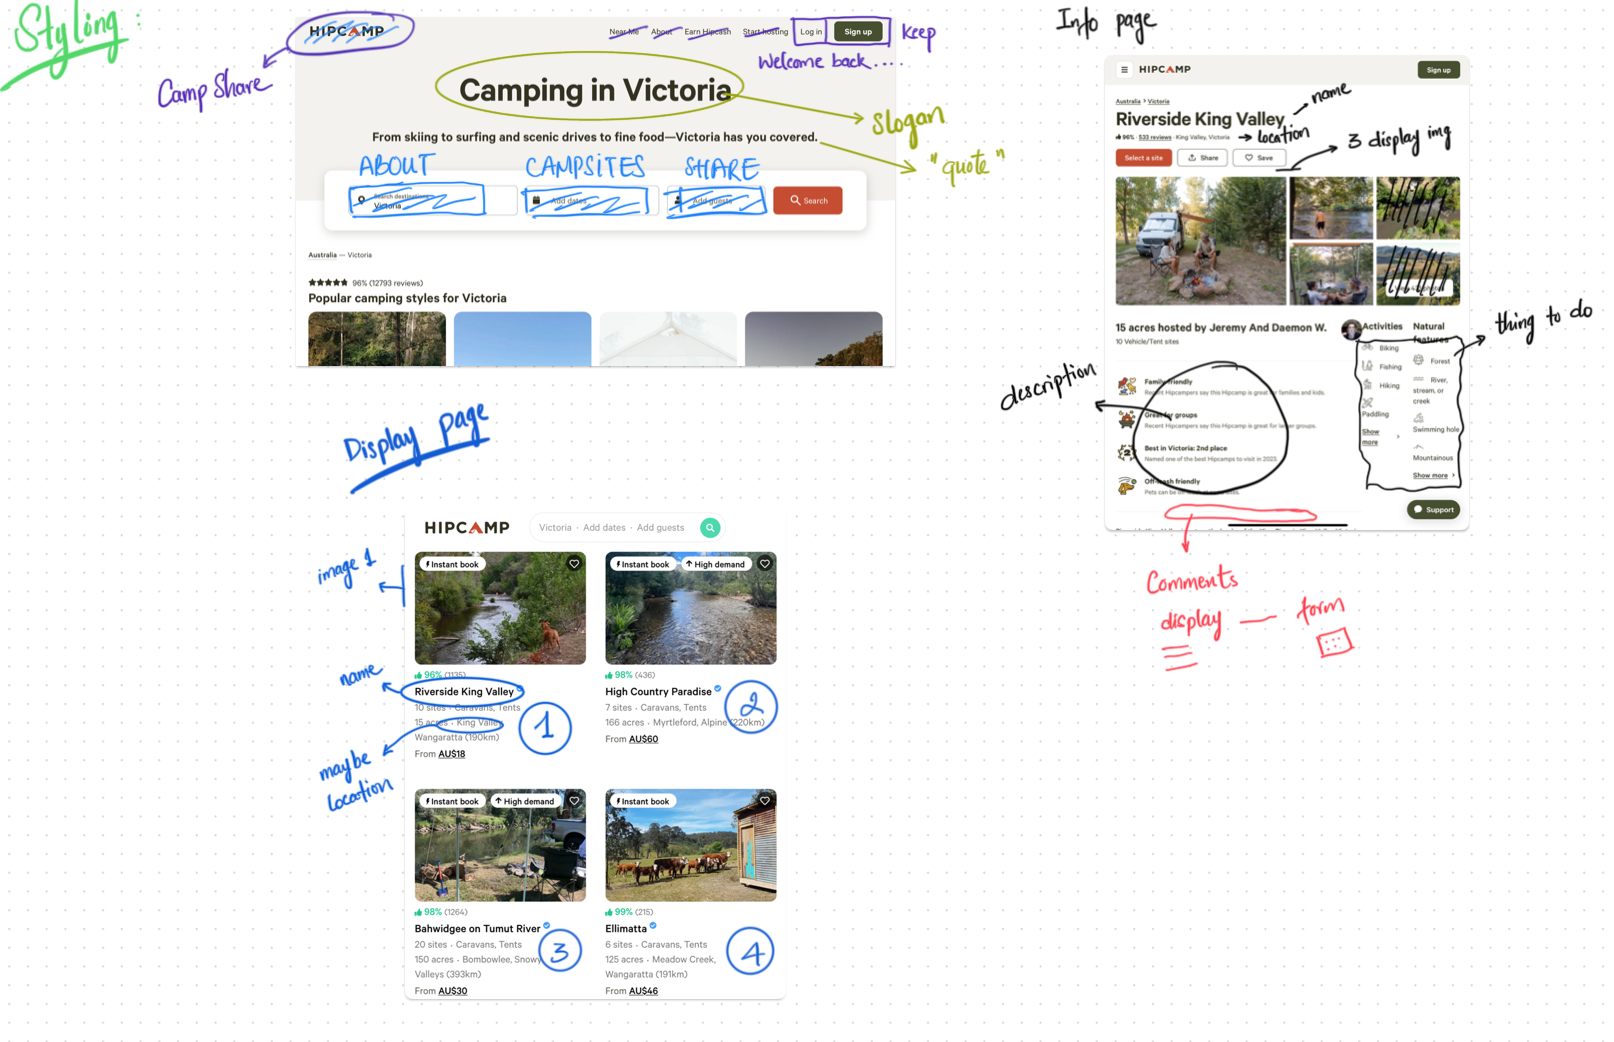 Styling :
HIPCAMP
Near Me
About
Earn Hipcash
Start hosting
Log in
Sign up
Keep
Welcome back....
Camp Share
Camping in Victoria
Slogan
From skiing to surfing and scenic drives to fine food—Victoria has you covered.
"quote"
ABOUT
CAMPSITES
SHARE
Search destinations
Victoria
Add dates
Add guests
Search
Australia — Victoria
96% (12793 reviews)
Popular camping styles for Victoria
Display page
HIPCAMP
Victoria · Add dates · Add guests
image 1
Instant book
Instant book
High demand
96% (1135)
98% (436)
name
Riverside King Valley
High Country Paradise
10 sites · Caravans, Tents
7 sites · Caravans, Tents
15 acres · King Valley,
166 acres · Myrtleford, Alpine (220km)
Wangaratta (190km)
From AU$60
From AU$18
1
2
maybe
location
Instant book
High demand
Instant book
98% (1264)
99% (215)
Bahwidgee on Tumut River
Ellimatta
20 sites · Caravans, Tents
6 sites · Caravans, Tents
150 acres · Bombowlee, Snowy
125 acres · Meadow Creek,
Valleys (393km)
Wangaratta (191km)
From AU$30
From AU$46
3
4
Info page
HIPCAMP
Sign up
Australia > Victoria
Riverside King Valley
name
96% · 533 reviews · King Valley, Victoria
location
3 display img
Select a site
Share
Save
15 acres hosted by Jeremy And Daemon W.
10 Vehicle/Tent sites
Activities
Natural
features
thing to do
Biking
Forest
Fishing
River,
stream, or
creek
Hiking
Paddling
Show
more
Swimming hole
Mountainous
Show more
description
Family friendly
Recent Hipcampers say this Hipcamp is great for families and kids.
Great for groups
Recent Hipcampers say this Hipcamp is great for larger groups.
Best in Victoria: 2nd place
Named one of the best Hipcamps to visit in 2023.
Off-leash friendly
Pets can be
Support
Comments
display — form